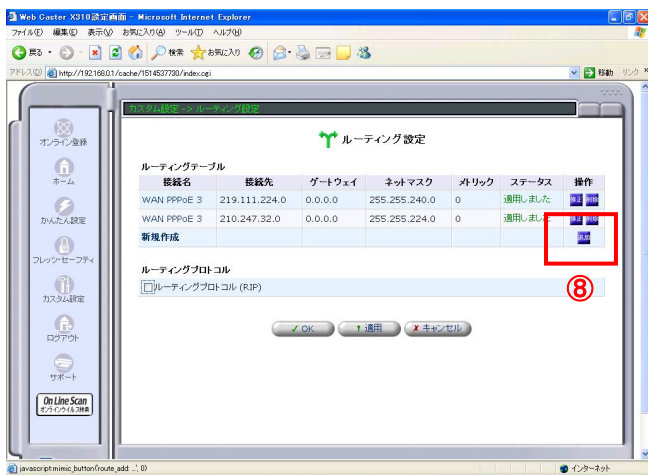 Web Caster X310設定画面 - Microsoft Internet Explorer
ファイル(F) 編集(E) 表示(V) お気に入り(A) ツール(T) ヘルプ(H)
戻る 検索 お気に入り
アドレス(D) http://192.168.0.1/cache/1514537730/index.cgi 移動 リンク
カスタム設定 -> ルーティング設定
オンライン登録
ホーム
かんたん設定
フレッツ・セーフティ
カスタム設定
ログアウト
サポート
On Line Scan
オンラインウイルス検索
ルーティング設定
ルーティングテーブル
接続名 接続先 ゲートウェイ ネットマスク メトリック ステータス 操作
WAN PPPoE 3 219.111.224.0 0.0.0.0 255.255.240.0 0 適用しました 修正 削除
WAN PPPoE 3 210.247.32.0 0.0.0.0 255.255.224.0 0 適用しました 修正 削除
新規作成 追加
⑧
ルーティングプロトコル
ルーティングプロトコル (RIP)
OK 適用 キャンセル
javascript:mimic_button('route_add: ...', 0) インターネット